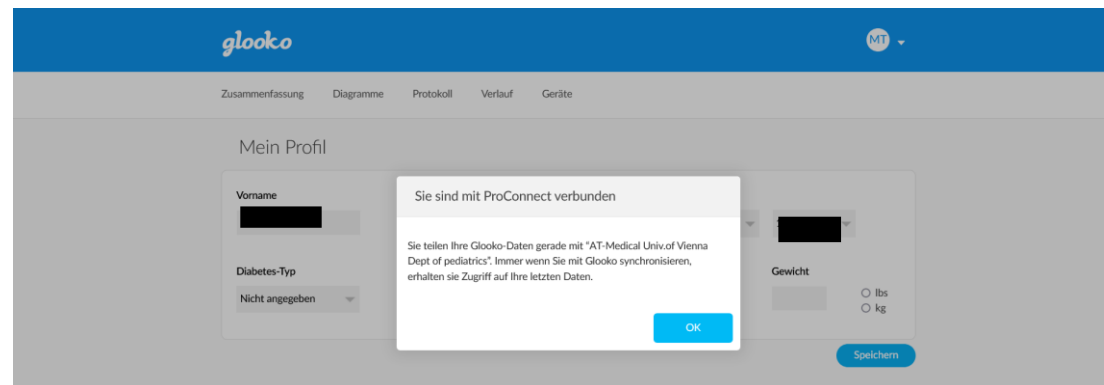 glooko
MT
Zusammenfassung Diagramme Protokoll Verlauf Geräte
Mein Profil
Vorname
Sie sind mit ProConnect verbunden
Sie teilen Ihre Glooko-Daten gerade mit "AT-Medical Univ.of Vienna
Dept of pediatrics". Immer wenn Sie mit Glooko synchronisieren,
erhalten sie Zugriff auf Ihre letzten Daten.
Diabetes-Typ
Gewicht
Nicht angegeben
lbs
kg
OK
Speichern